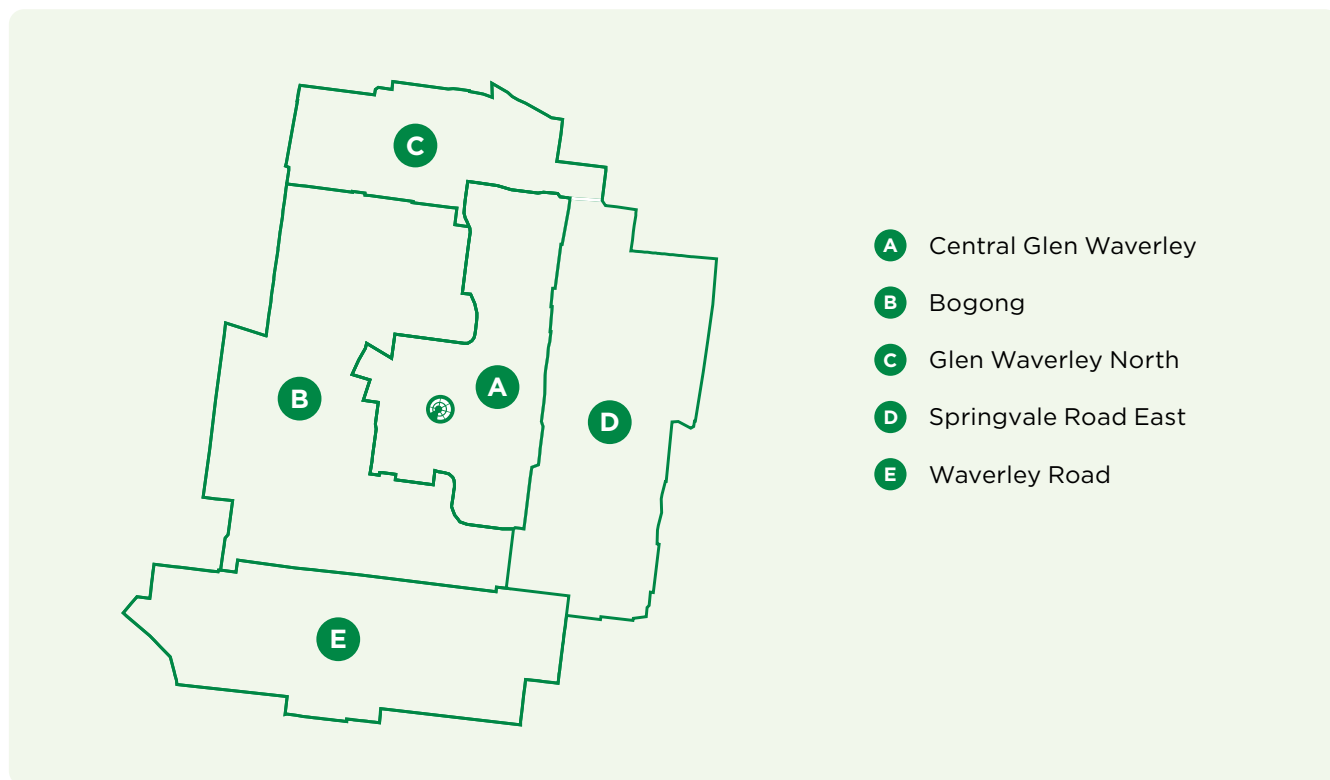 C
A
B
D
E
A Central Glen Waverley
B Bogong
C Glen Waverley North
D Springvale Road East
E Waverley Road